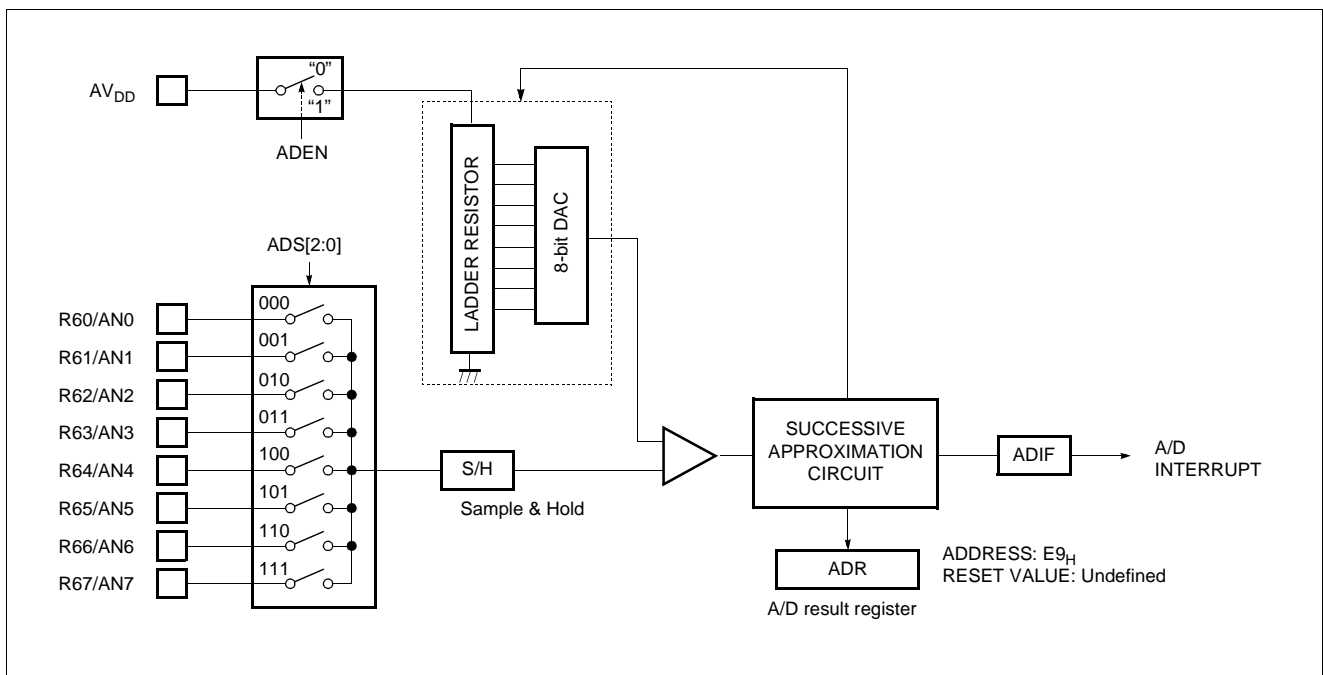 AVDD
“0”
“1”
ADEN
LADDER RESISTOR
8-bit DAC
ADS[2:0]
R60/AN0
000
R61/AN1
001
R62/AN2
010
R63/AN3
011
R64/AN4
100
R65/AN5
101
R66/AN6
110
R67/AN7
111
S/H
Sample & Hold
SUCCESSIVE
APPROXIMATION
CIRCUIT
ADIF
A/D
INTERRUPT
ADR
A/D result register
ADDRESS: E9H
RESET VALUE: Undefined